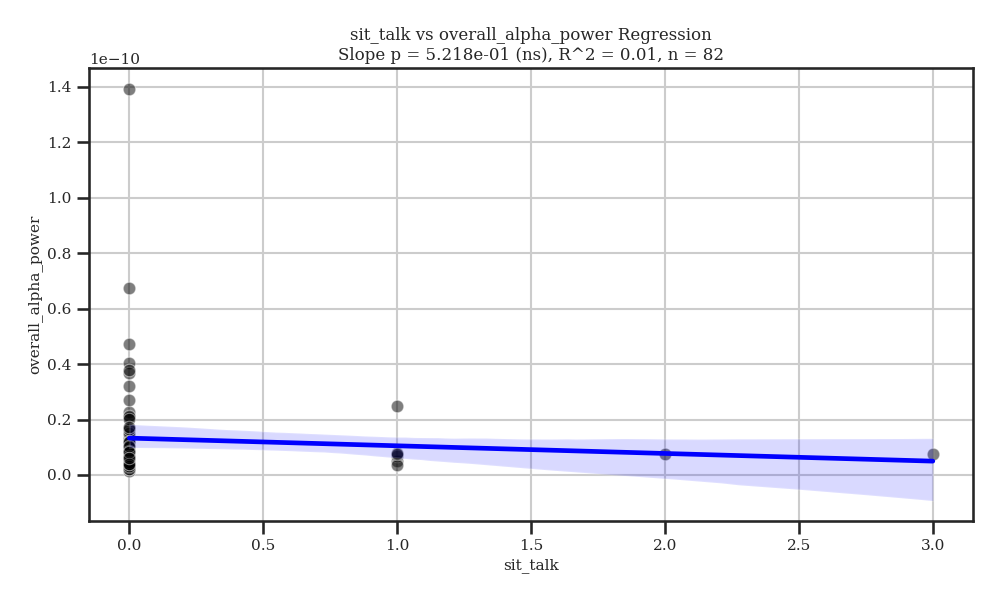 sit_talk vs overall_alpha_power Regression
Slope p = 5.218e-01 (ns), R^2 = 0.01, n = 82
1e−10
1.4
1.2
1.0
0.8
0.6
0.4
0.2
0.0
overall_alpha_power
0.0 0.5 1.0 1.5 2.0 2.5 3.0
sit_talk